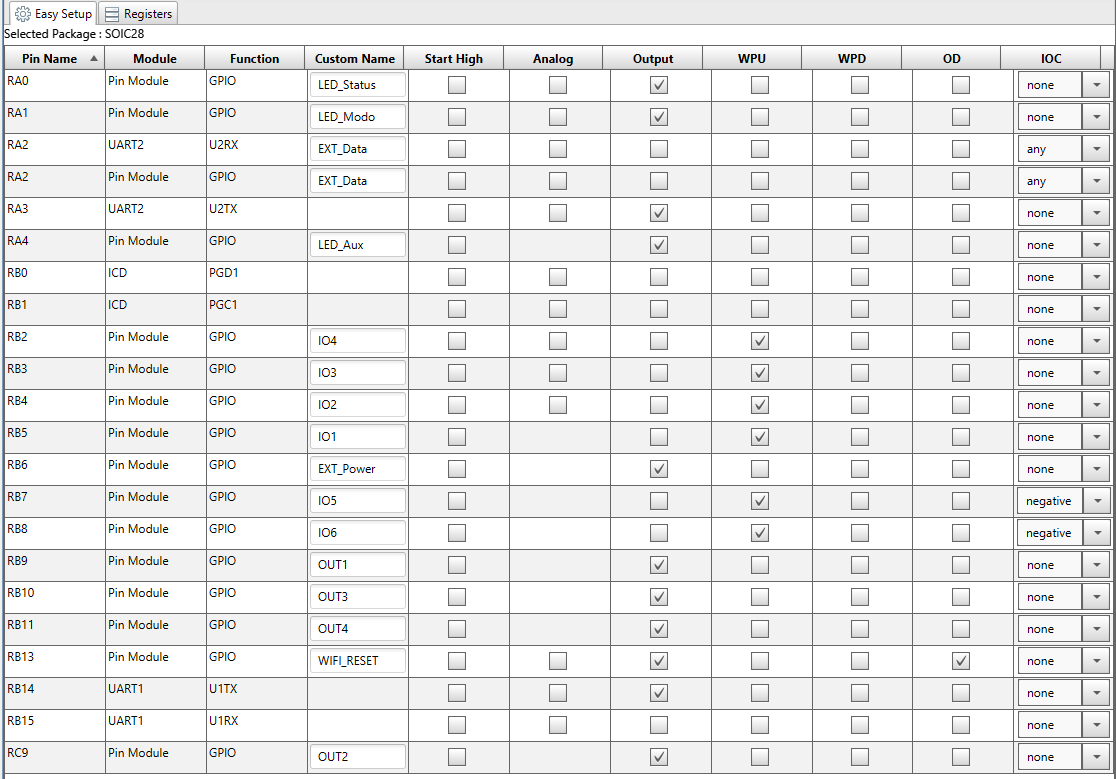 Easy Setup Registers
Selected Package : SOIC28
Pin Name Module Function Custom Name Start High Analog Output WPU WPD OD IOC
RA0 Pin Module GPIO LED_Status none
RA1 Pin Module GPIO LED_Modo none
RA2 UART2 U2RX EXT_Data any
RA2 Pin Module GPIO EXT_Data any
RA3 UART2 U2TX none
RA4 Pin Module GPIO LED_Aux none
RB0 ICD PGD1 none
RB1 ICD PGC1 none
RB2 Pin Module GPIO IO4 none
RB3 Pin Module GPIO IO3 none
RB4 Pin Module GPIO IO2 none
RB5 Pin Module GPIO IO1 none
RB6 Pin Module GPIO EXT_Power none
RB7 Pin Module GPIO IO5 negative
RB8 Pin Module GPIO IO6 negative
RB9 Pin Module GPIO OUT1 none
RB10 Pin Module GPIO OUT3 none
RB11 Pin Module GPIO OUT4 none
RB13 Pin Module GPIO WIFI_RESET none
RB14 UART1 U1TX none
RB15 UART1 U1RX none
RC9 Pin Module GPIO OUT2 none